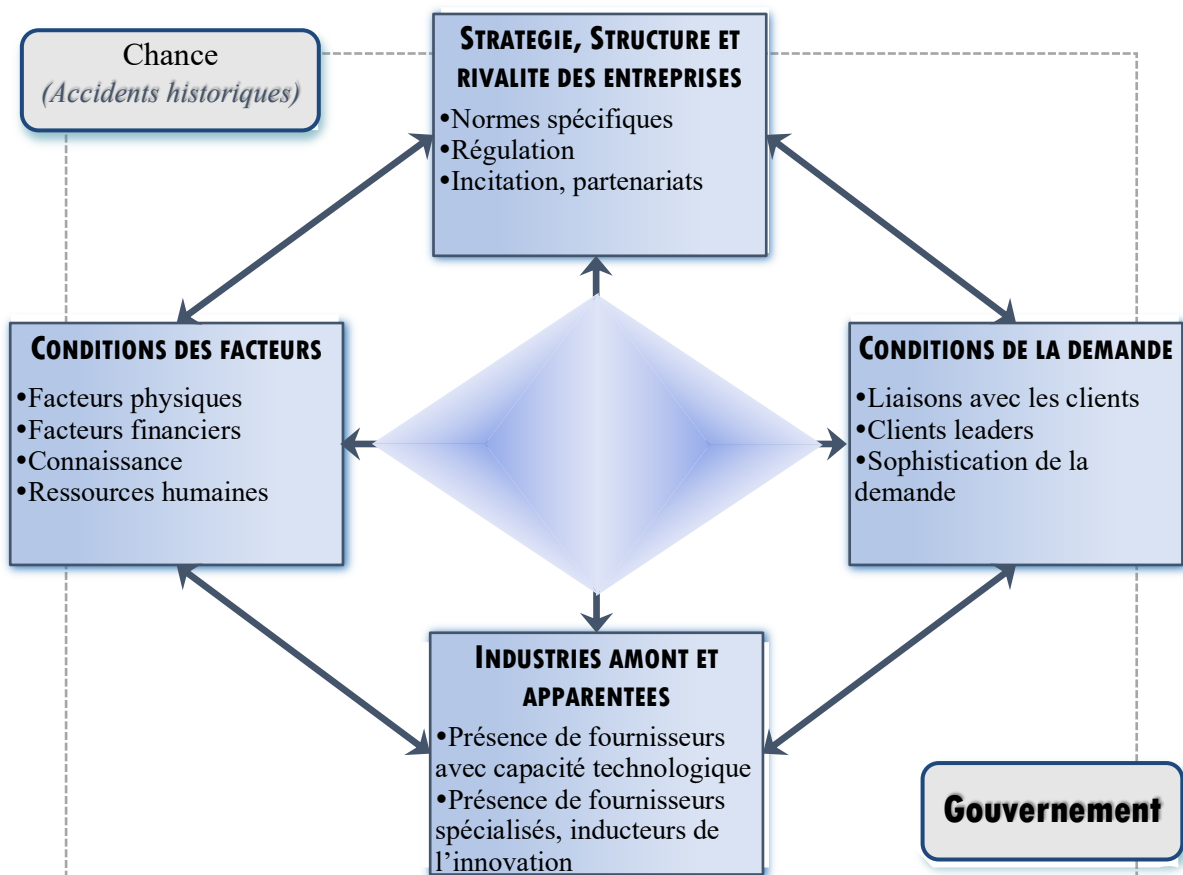 Chance
(Accidents historiques)
STRATEGIE, STRUCTURE ET
RIVALITE DES ENTREPRISES
•Normes spécifiques
•Régulation
•Incitation, partenariats
CONDITIONS DES FACTEURS
•Facteurs physiques
•Facteurs financiers
•Connaissance
•Ressources humaines
CONDITIONS DE LA DEMANDE
•Liaisons avec les clients
•Clients leaders
•Sophistication de la
demande
INDUSTRIES AMONT ET
APPARENTEES
•Présence de fournisseurs
avec capacité technologique
•Présence de fournisseurs
spécialisés, inducteurs de
l’innovation
Gouvernement